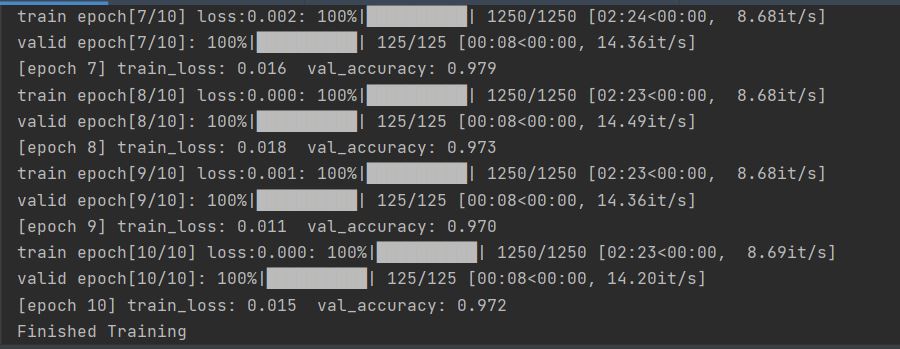 train epoch[7/10] loss:0.002: 100%|██████████| 1250/1250 [02:24<00:00,  8.68it/s]
valid epoch[7/10]: 100%|██████████| 125/125 [00:08<00:00, 14.36it/s]
[epoch 7] train_loss: 0.016  val_accuracy: 0.979
train epoch[8/10] loss:0.000: 100%|██████████| 1250/1250 [02:23<00:00,  8.68it/s]
valid epoch[8/10]: 100%|██████████| 125/125 [00:08<00:00, 14.49it/s]
[epoch 8] train_loss: 0.018  val_accuracy: 0.973
train epoch[9/10] loss:0.001: 100%|██████████| 1250/1250 [02:23<00:00,  8.68it/s]
valid epoch[9/10]: 100%|██████████| 125/125 [00:08<00:00, 14.36it/s]
[epoch 9] train_loss: 0.011  val_accuracy: 0.970
train epoch[10/10] loss:0.000: 100%|██████████| 1250/1250 [02:23<00:00,  8.69it/s]
valid epoch[10/10]: 100%|██████████| 125/125 [00:08<00:00, 14.20it/s]
[epoch 10] train_loss: 0.015  val_accuracy: 0.972
Finished Training